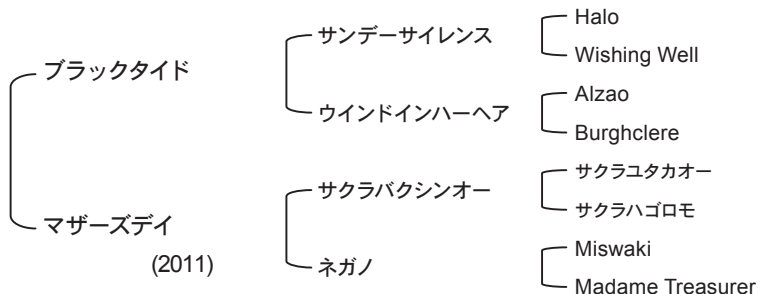 ブラックタイド
サンデーサイレンス
Halo
Wishing Well
ウインドインハーヘア
Alzao
Burghclere
マザーズデイ
(2011)
サクラバクシンオー
サクラユタカオー
サクラハゴロモ
ネガノ
Miswaki
Madame Treasurer